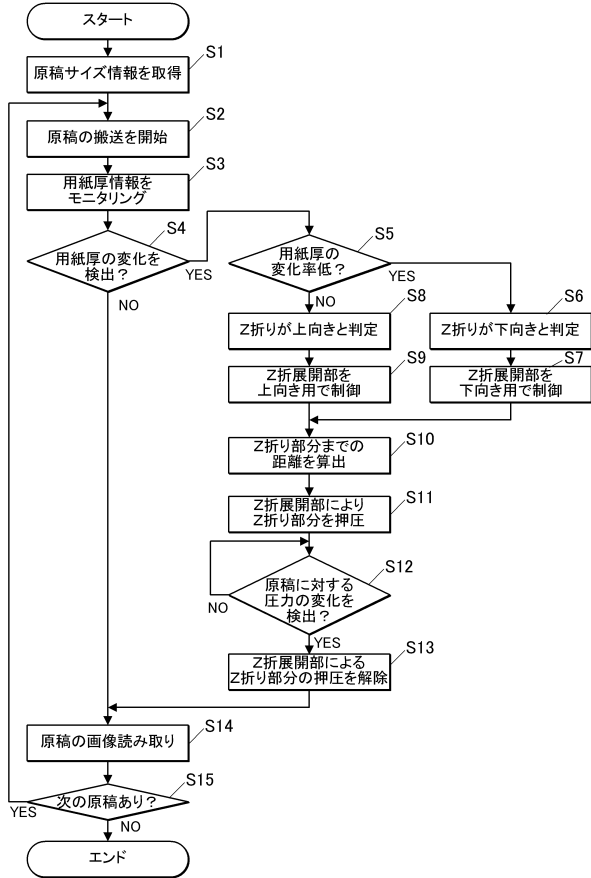 スタート
S1
原稿サイズ情報を取得
S2
原稿の搬送を開始
S3
用紙厚情報を
モニタリング
S4
用紙厚の変化を
検出？
YES
NO
S5
用紙厚の
変化率低？
YES
NO
S6
Z折りが下向きと判定
S7
Z折展開部を
下向き用で制御
S8
Z折りが上向きと判定
S9
Z折展開部を
上向き用で制御
S10
Z折り部分までの
距離を算出
S11
Z折展開部により
Z折り部分を押圧
S12
原稿に対する
圧力の変化を
検出？
NO
YES
S13
Z折展開部による
Z折り部分の押圧を解除
S14
原稿の画像読み取り
S15
次の原稿あり？
YES
NO
エンド